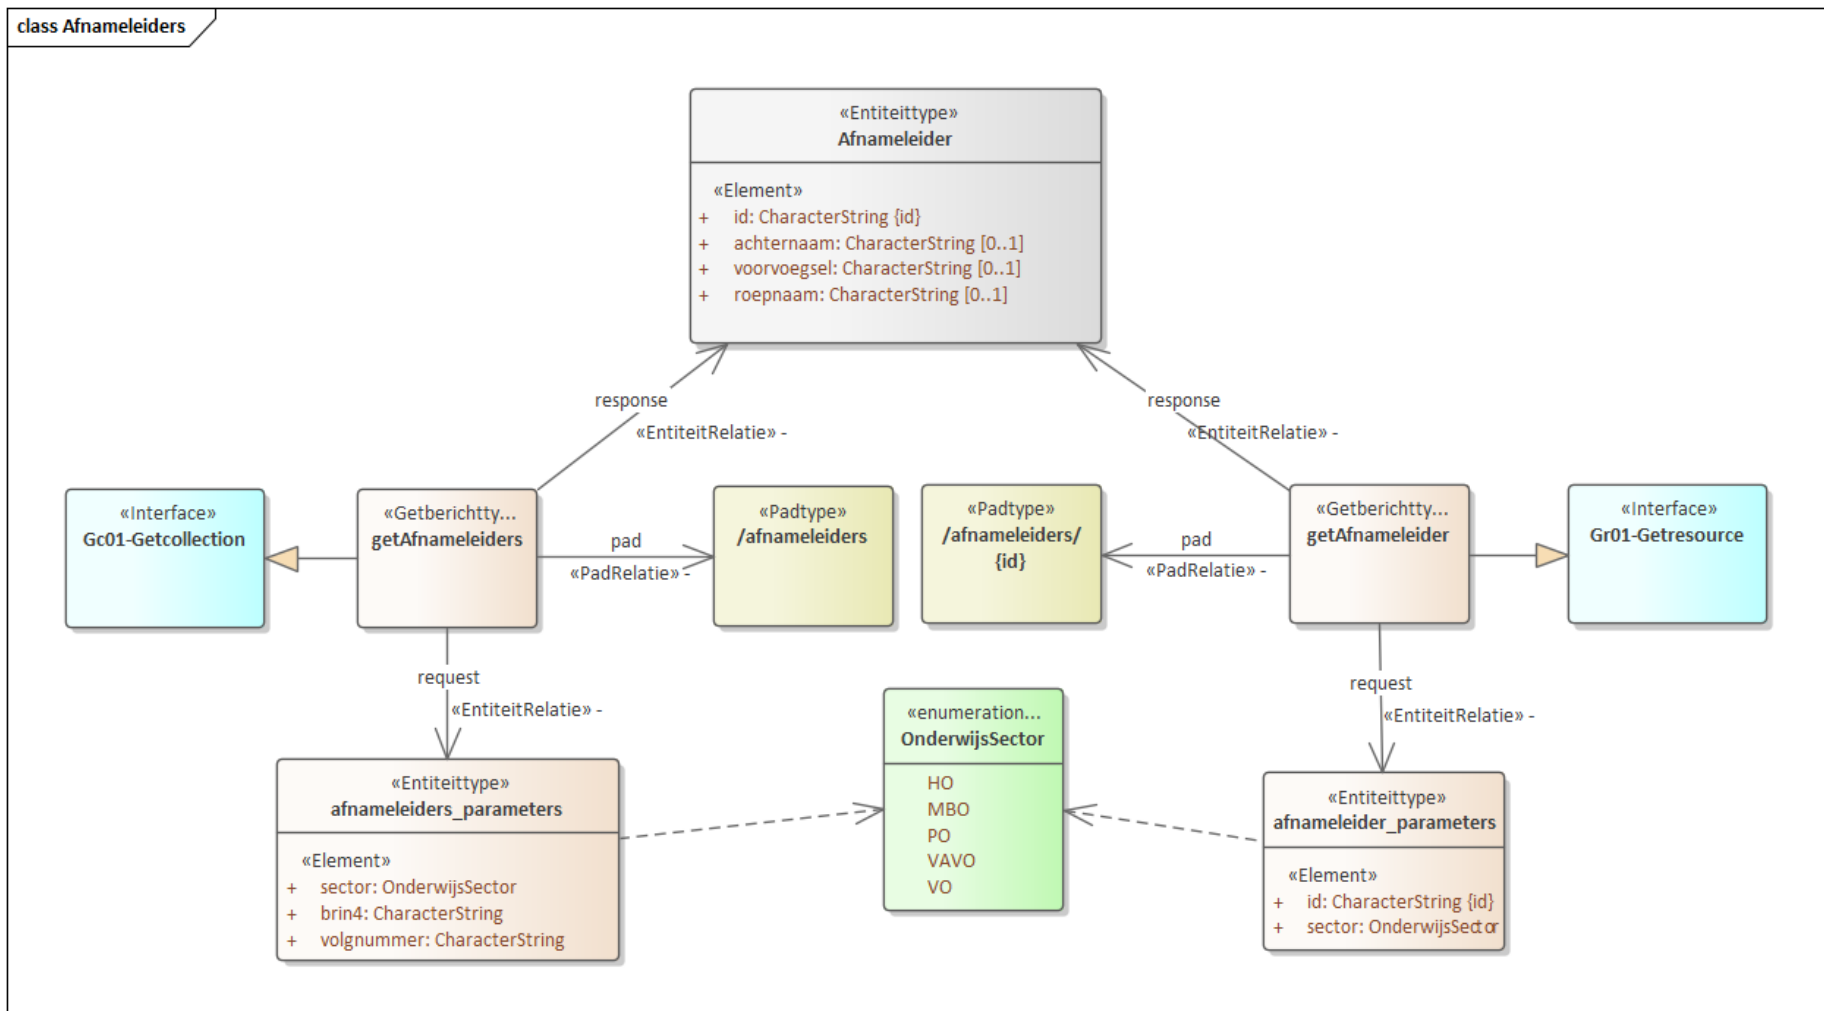 class Afnameleiders
«Entiteittype»
Afnameleider
«Element»
+ id: CharacterString {id}
+ achternaam: CharacterString [0..1]
+ voorvoegsel: CharacterString [0..1]
+ roepnaam: CharacterString [0..1]
response
«EntiteitRelatie» -
response
«EntiteitRelatie» -
«Interface»
Gc01-Getcollection
«Getberichtty...
getAfnameleiders
pad
«PadRelatie» -
«Padtype»
/afnameleiders
«Padtype»
/afnameleiders/
{id}
pad
«PadRelatie» -
«Getberichtty...
getAfnameleider
«Interface»
Gr01-Getresource
request
«EntiteitRelatie» -
request
«EntiteitRelatie» -
«Entiteittype»
afnameleiders_parameters
«Element»
+ sector: OnderwijsSector
+ brin4: CharacterString
+ volgnummer: CharacterString
«enumeration...
OnderwijsSector
HO
MBO
PO
VAVO
VO
«Entiteittype»
afnameleider_parameters
«Element»
+ id: CharacterString {id}
+ sector: OnderwijsSector